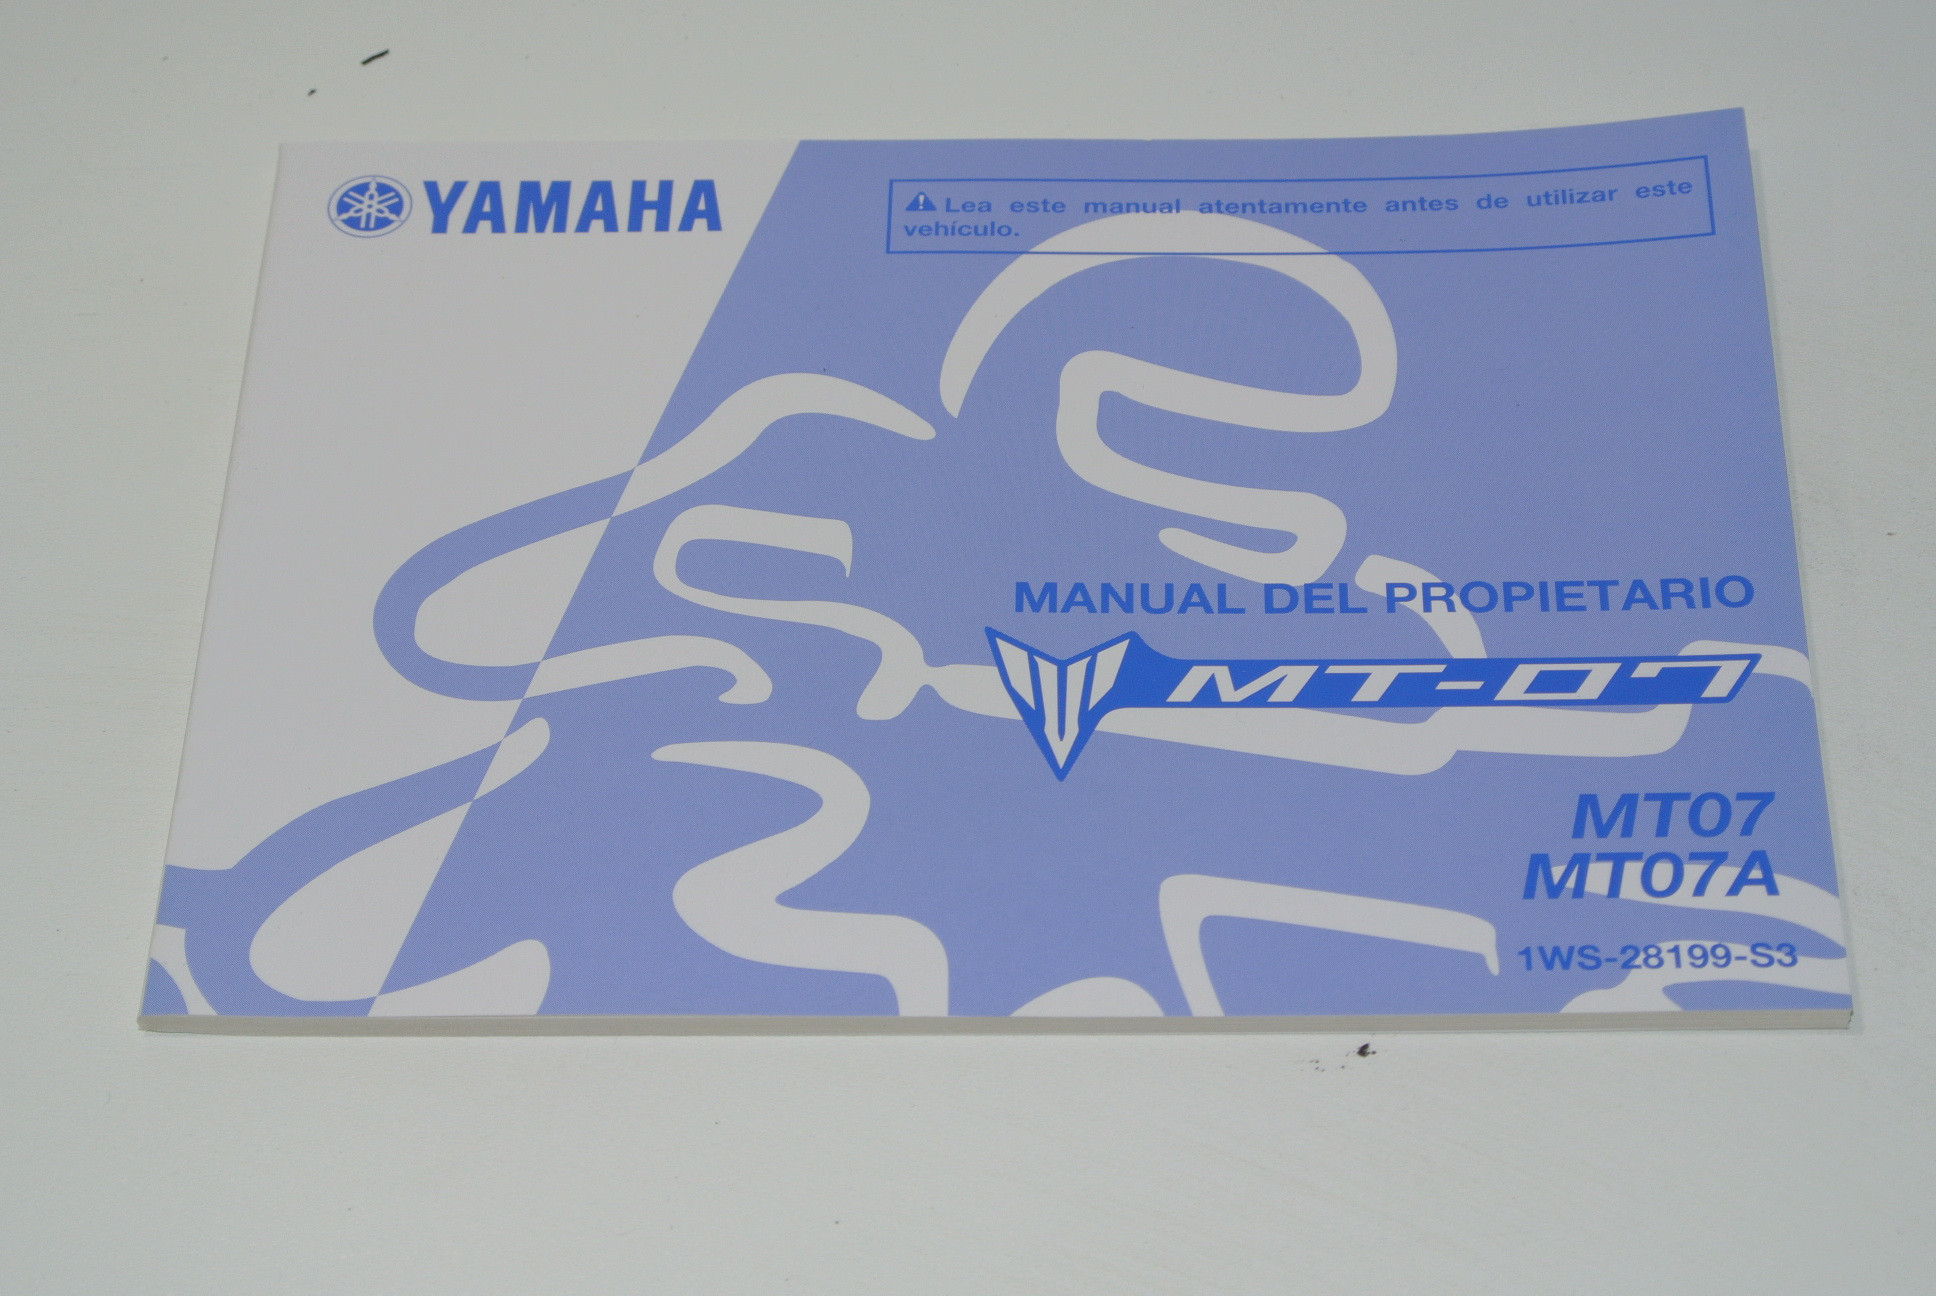 YAMAHA
Lea este manual atentamente antes de utilizar este
vehículo.
MANUAL DEL PROPIETARIO
MT-07
MT07
MT07A
1WS-28199-S3